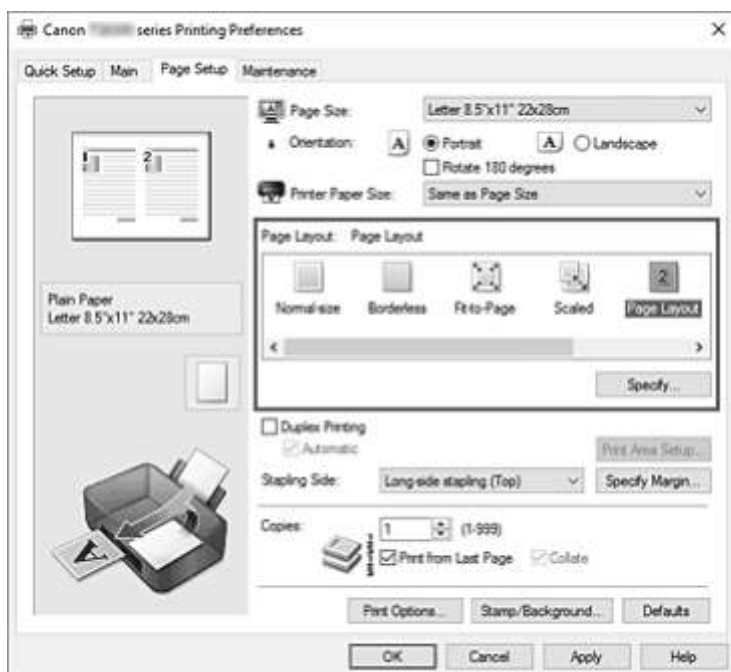 Canon series Printing Preferences
Quick Setup Main Page Setup Maintenance
Page Size: Letter 8.5"x11" 22x28cm
Orientation: A Portrait A Landscape
Rotate 180 degrees
Printer Paper Size: Same as Page Size
1 2
Page Layout: Page Layout
2
Normal-size Borderless Fit-to-Page Scaled Page Layout
Plain Paper
Letter 8.5"x11" 22x28cm
Specify...
Duplex Printing
Automatic Print Area Setup...
Stapling Side: Long-side stapling (Top) Specify Margin...
Copies: 1 (1-999)
Print from Last Page Collate
A
Print Options... Stamp/Background... Defaults
OK Cancel Apply Help